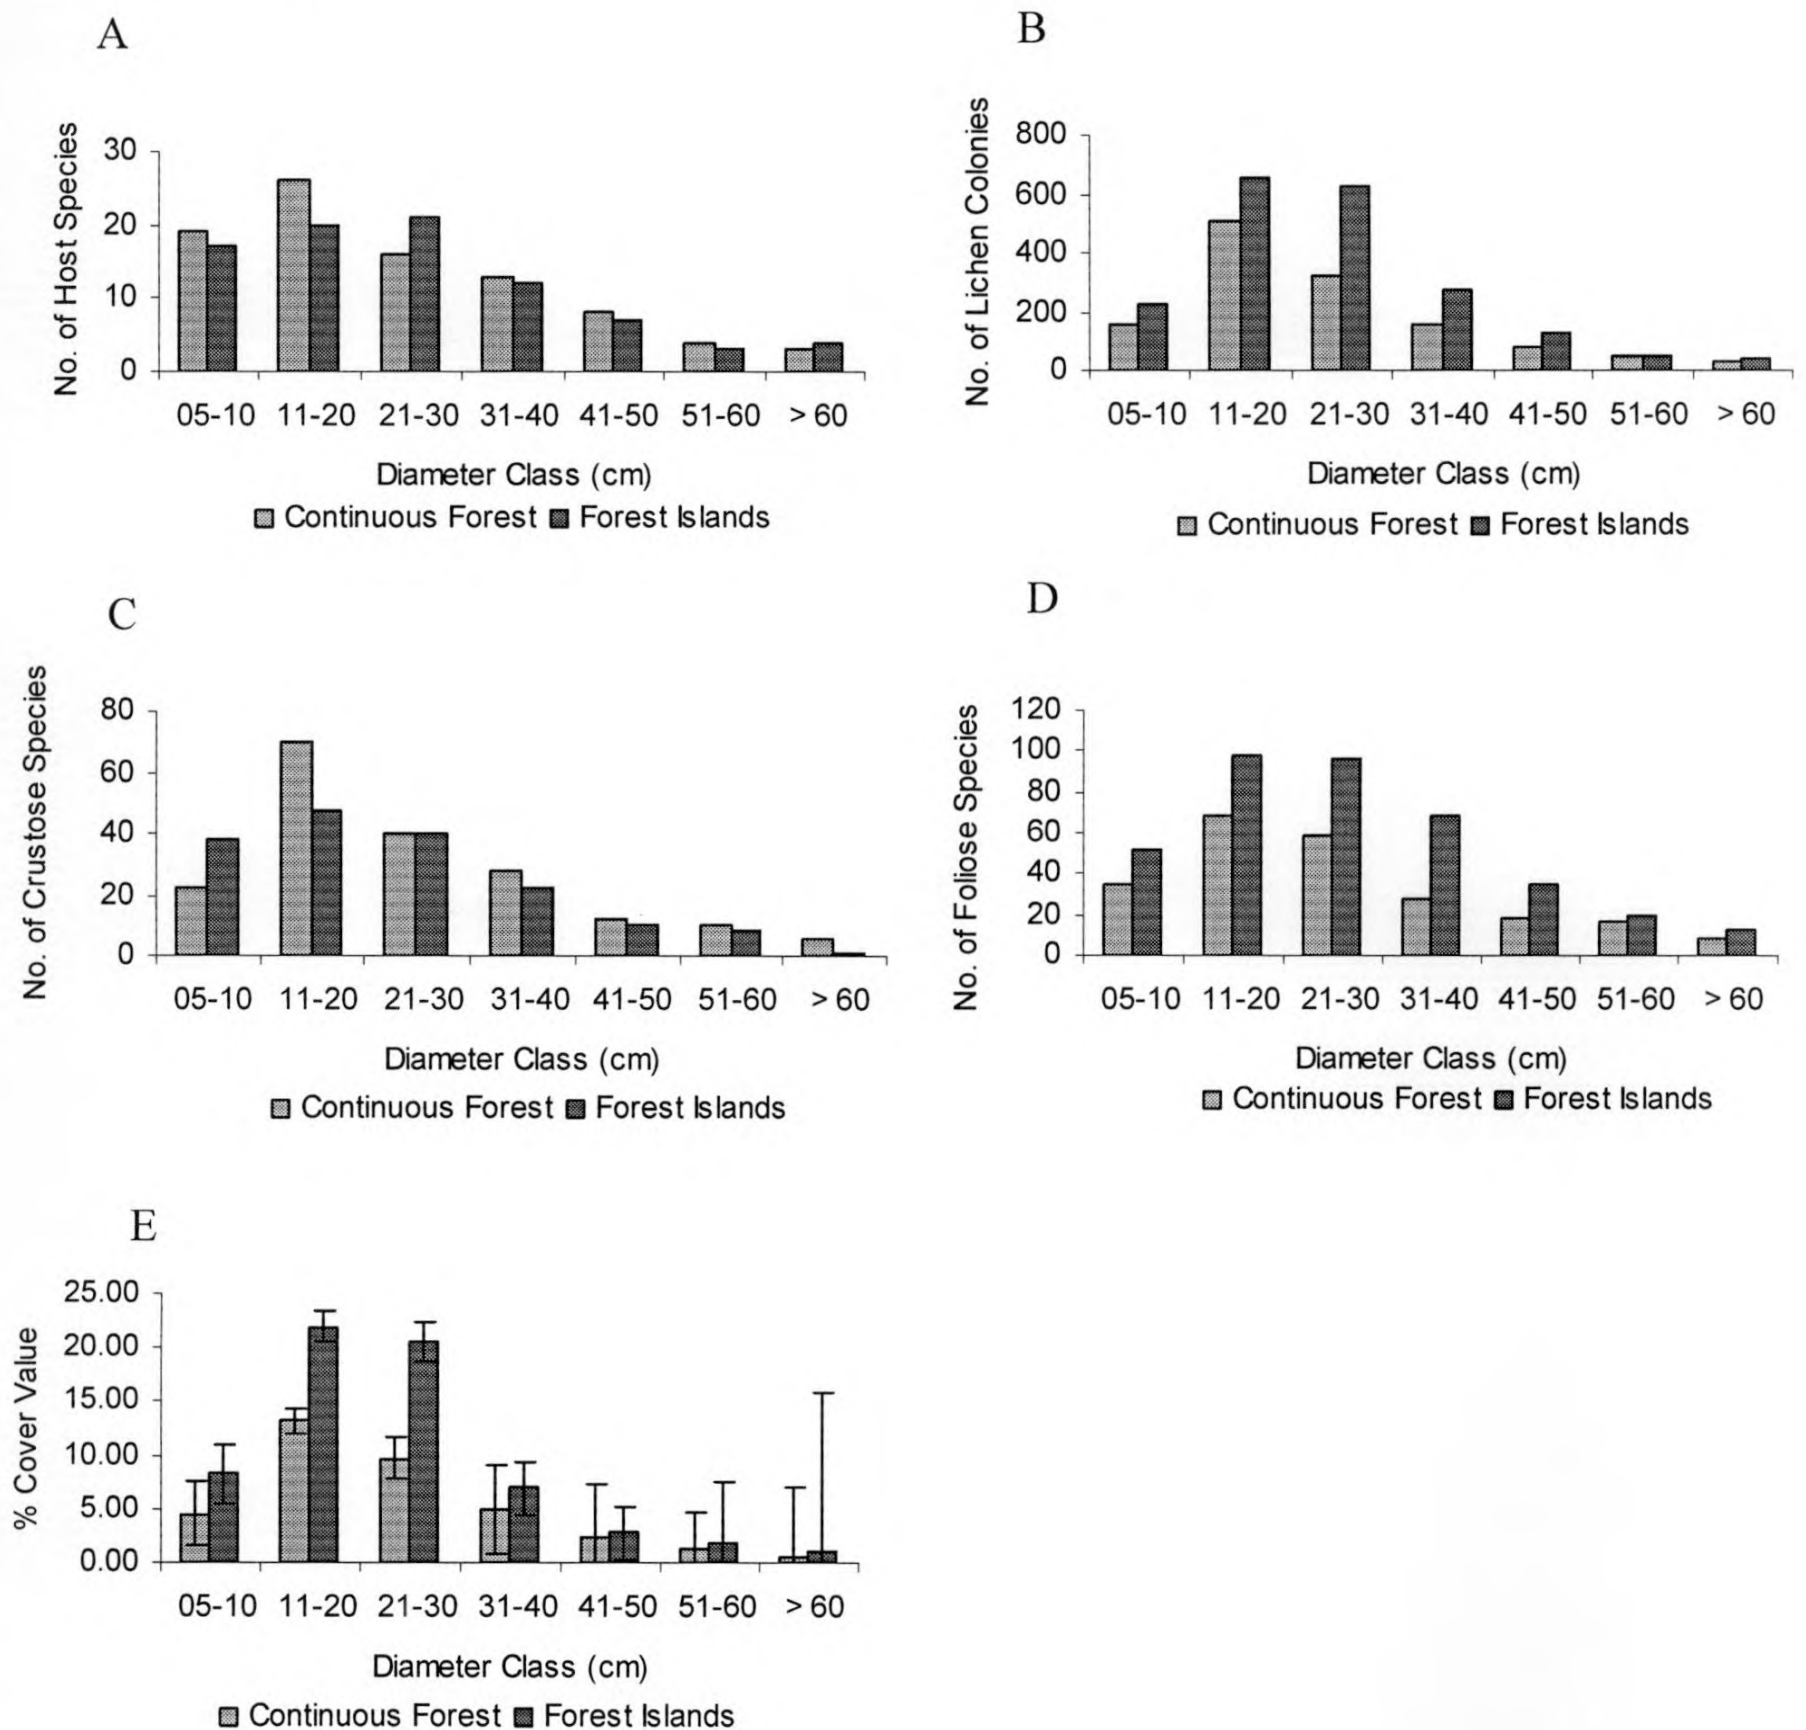 A
No. of Host Species
30
20
10
0
05-10 11-20 21-30 31-40 41-50 51-60 > 60
Diameter Class (cm)
Continuous Forest Forest Islands
B
No. of Lichen Colonies
800
600
400
200
0
05-10 11-20 21-30 31-40 41-50 51-60 > 60
Diameter Class (cm)
Continuous Forest Forest Islands
C
No. of Crustose Species
80
60
40
20
0
05-10 11-20 21-30 31-40 41-50 51-60 > 60
Diameter Class (cm)
Continuous Forest Forest Islands
D
No. of Foliose Species
120
100
80
60
40
20
0
05-10 11-20 21-30 31-40 41-50 51-60 > 60
Diameter Class (cm)
Continuous Forest Forest Islands
E
% Cover Value
25.00
20.00
15.00
10.00
5.00
0.00
05-10 11-20 21-30 31-40 41-50 51-60 > 60
Diameter Class (cm)
Continuous Forest Forest Islands